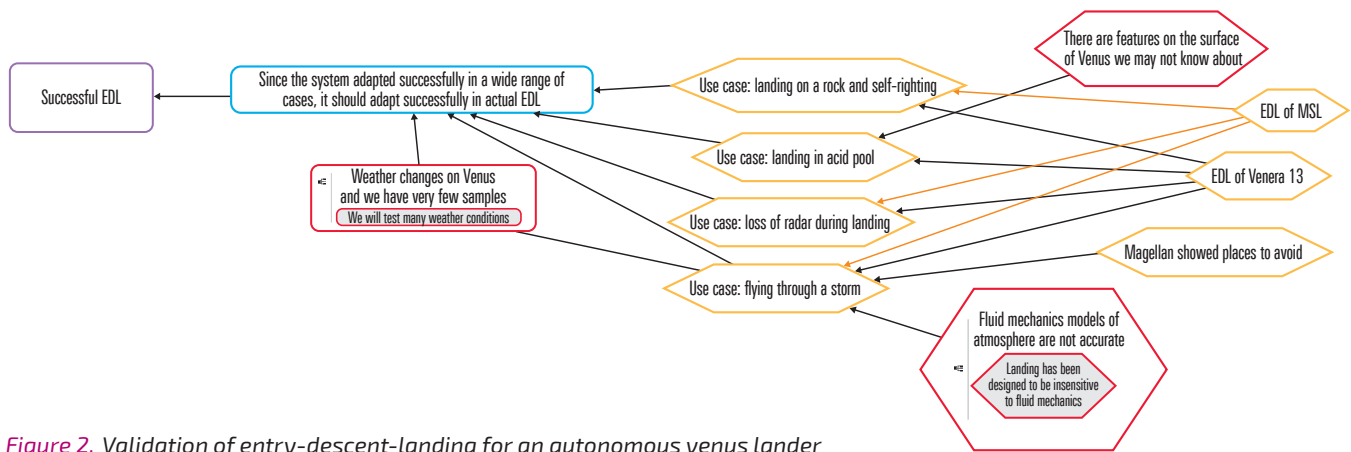 Successful EDL
Since the system adapted successfully in a wide range of
cases, it should adapt successfully in actual EDL
Weather changes on Venus
and we have very few samples
We will test many weather conditions
Use case: landing on a rock and self-righting
Use case: landing in acid pool
Use case: loss of radar during landing
Use case: flying through a storm
There are features on the surface
of Venus we may not know about
EDL of MSL
EDL of Venera 13
Magellan showed places to avoid
Fluid mechanics models of
atmosphere are not accurate
Landing has been
designed to be insensitive
to fluid mechanics
Figure 2. Validation of entry-descent-landing for an autonomous venus lander